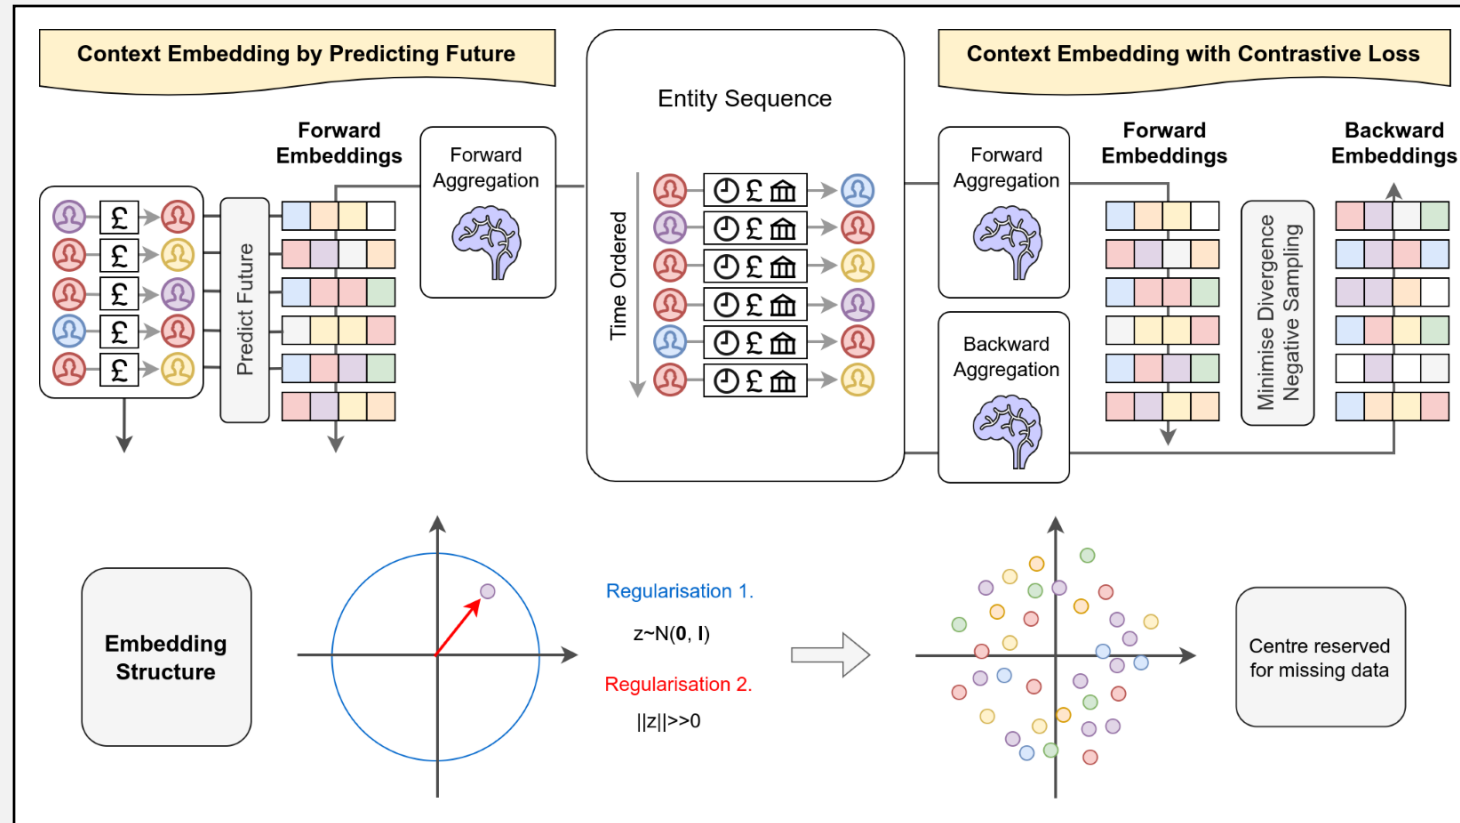 Context Embedding by Predicting Future
Forward
Embeddings
Forward
Aggregation
£
£
£
£
£
Predict Future
Entity Sequence
Time Ordered
£
£
£
£
£
£
Context Embedding with Contrastive Loss
Forward
Aggregation
Backward
Aggregation
Forward
Embeddings
Minimise Divergence
Negative Sampling
Backward
Embeddings
Embedding
Structure
Regularisation 1.
z~N(0, I)
Regularisation 2.
||z||>>0
Centre reserved
for missing data